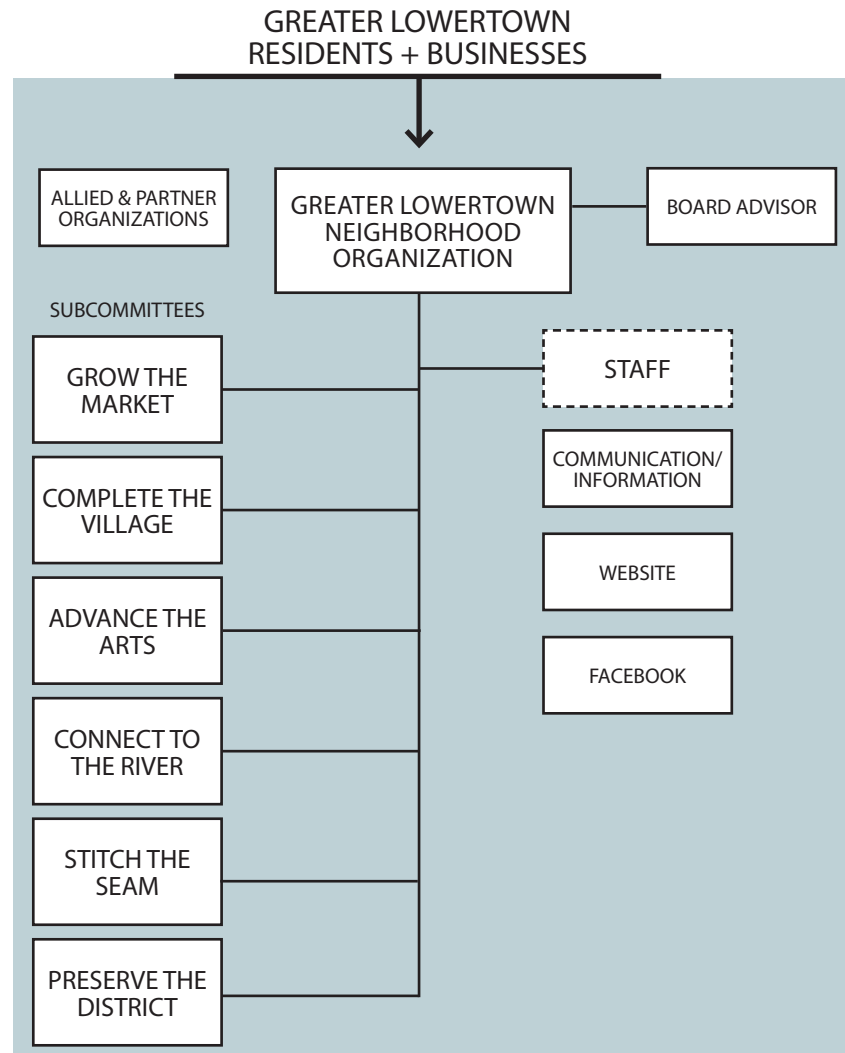 GREATER LOWERTOWN
RESIDENTS + BUSINESSES
ALLIED & PARTNER
ORGANIZATIONS
GREATER LOWERTOWN
NEIGHBORHOOD
ORGANIZATION
BOARD ADVISOR
SUBCOMMITTEES
GROW THE
MARKET
COMPLETE THE
VILLAGE
ADVANCE THE
ARTS
CONNECT TO
THE RIVER
STITCH THE
SEAM
PRESERVE THE
DISTRICT
STAFF
COMMUNICATION/
INFORMATION
WEBSITE
FACEBOOK